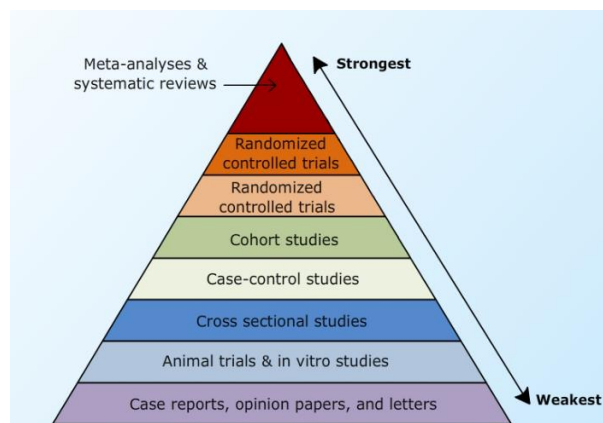 Meta-analyses &
systematic reviews
Strongest
Randomized
controlled trials
Randomized
controlled trials
Cohort studies
Case-control studies
Cross sectional studies
Animal trials & in vitro studies
Case reports, opinion papers, and letters
Weakest